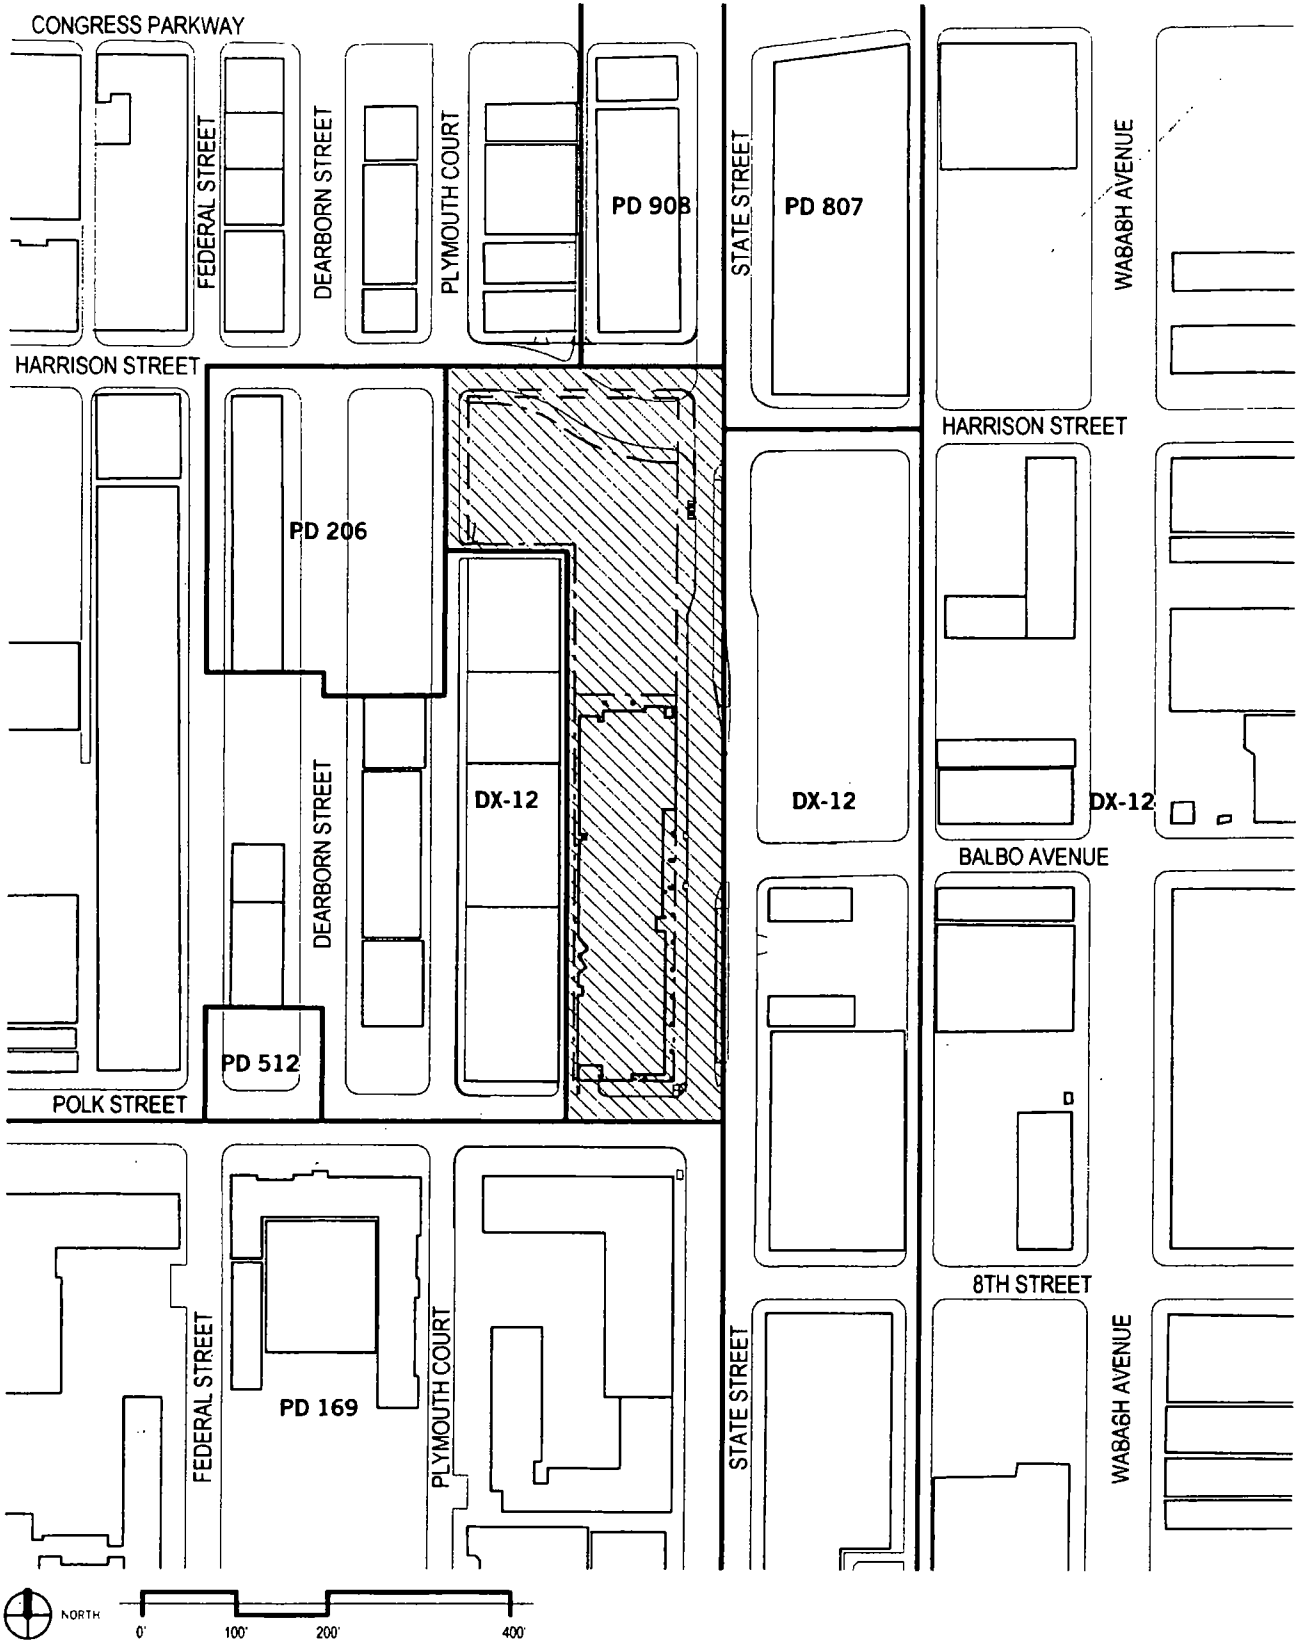 CONGRESS PARKWAY
FEDERAL STREET
DEARBORN STREET
PLYMOUTH COURT
PD 908
STATE STREET
PD 807
WABABH AVENUE
HARRISON STREET
HARRISON STREET
PD 206
DX-12
DX-12
DX-12
DEARBORN STREET
BALBO AVENUE
PD 512
POLK STREET
8TH STREET
FEDERAL STREET
PD 169
PLYMOUTH COURT
STATE STREET
WABASH AVENUE
NORTH
0' 100' 200' 400'